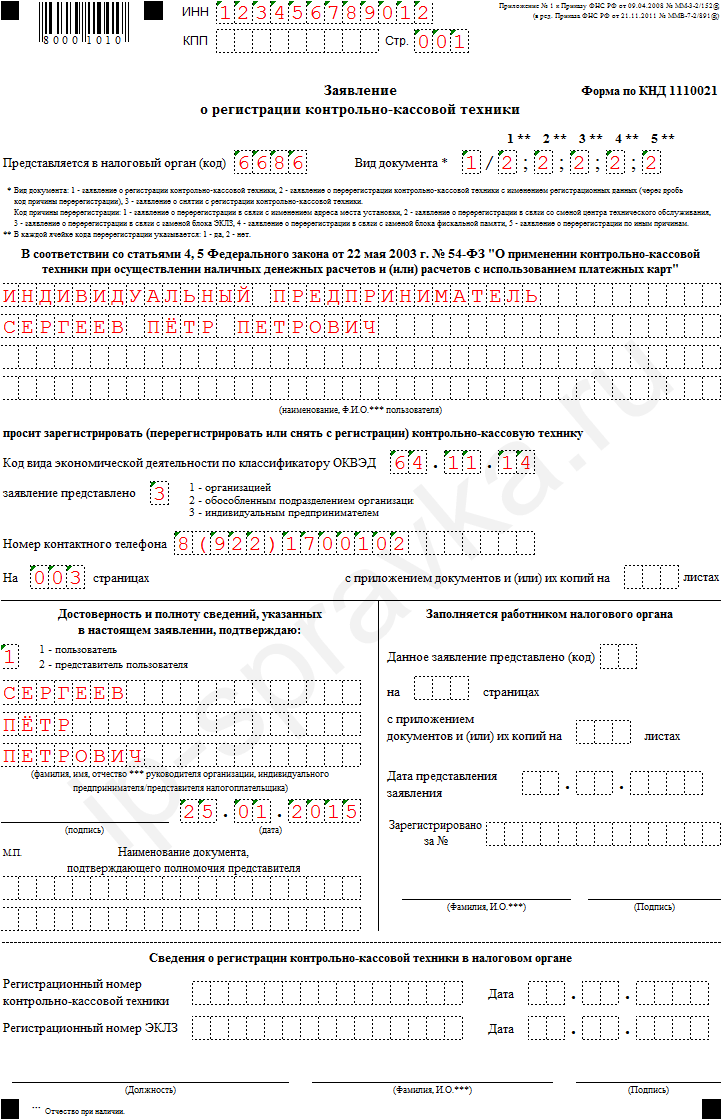 ИНН 123456789012
Приложение № 1 к Приказу ФНС РФ от 09.04.2008 № ММ-3-2/152@
(в ред. Приказа ФНС РФ от 21.11.2011 № ММВ-7-2/891@)
80001010
КПП Стр. 001
Заявление
Форма по КНД 1110021
о регистрации контрольно-кассовой техники
1 ** 2 ** 3 ** 4 ** 5 **
Представляется в налоговый орган (код) 6686 Вид документа * 1/2;2;2;2;2
* Вид документа: 1 - заявление о регистрации контрольно-кассовой техники, 2 - заявление о перерегистрации контрольно-кассовой техники с изменением регистрационных данных (через дробь
код причины перерегистрации), 3 - заявление о снятии с регистрации контрольно-кассовой техники.
Код причины перерегистрации: 1 - заявление о перерегистрации в связи с изменением адреса места установки, 2 - заявление о перерегистрации в связи со сменой центра технического обслуживания,
3 - заявление о перерегистрации в связи с заменой блока ЭКЛЗ, 4 - заявление о перерегистрации в связи с заменой блока фискальной памяти, 5 - заявление о перерегистрации по иным причинам.
** В каждой ячейке кода перерегистрации указывается: 1 - да, 2 - нет.
В соответствии со статьями 4, 5 Федерального закона от 22 мая 2003 г. № 54-ФЗ "О применении контрольно-кассовой
техники при осуществлении наличных денежных расчетов и (или) расчетов с использованием платежных карт"
ИНДИВИДУАЛЬНЫЙ ПРЕДПРИНИМАТЕЛЬ
СЕРГЕЕВ ПЁТР ПЕТРОВИЧ
(наименование, Ф.И.О.*** пользователя)
просит зарегистрировать (перерегистрировать или снять с регистрации) контрольно-кассовую технику
Код вида экономической деятельности по классификатору ОКВЭД 64.11.14
заявление представлено 3
1 - организацией
2 - обособленным подразделением организаци
3 - индивидуальным предпринимателем
Номер контактного телефона 8(922)1700102
На 003 страницах с приложением документов и (или) их копий на листах
Достоверность и полноту сведений, указанных
в настоящем заявлении, подтверждаю:
1
1 - пользователь
2 - представитель пользователя
СЕРГЕЕВ
ПЁТР
ПЕТРОВИЧ
(фамилия, имя, отчество *** руководителя организации, индивидуального
предпринимателя/представителя налогоплательщика)
25.01.2015
(подпись) (дата)
М.П. Наименование документа,
подтверждающего полномочия представителя
Заполняется работником налогового органа
Данное заявление представлено (код)
на страницах
с приложением
документов и (или) их копий на листах
Дата представления
заявления . .
Зарегистрировано
за №
(Фамилия, И.О.***) (Подпись)
Сведения о регистрации контрольно-кассовой техники в налоговом органе
Регистрационный номер
контрольно-кассовой техники Дата . .
Регистрационный номер ЭКЛЗ Дата . .
(Должность) (Фамилия, И.О.***) (Подпись)
*** Отчество при наличии.
ip-spravka.ru